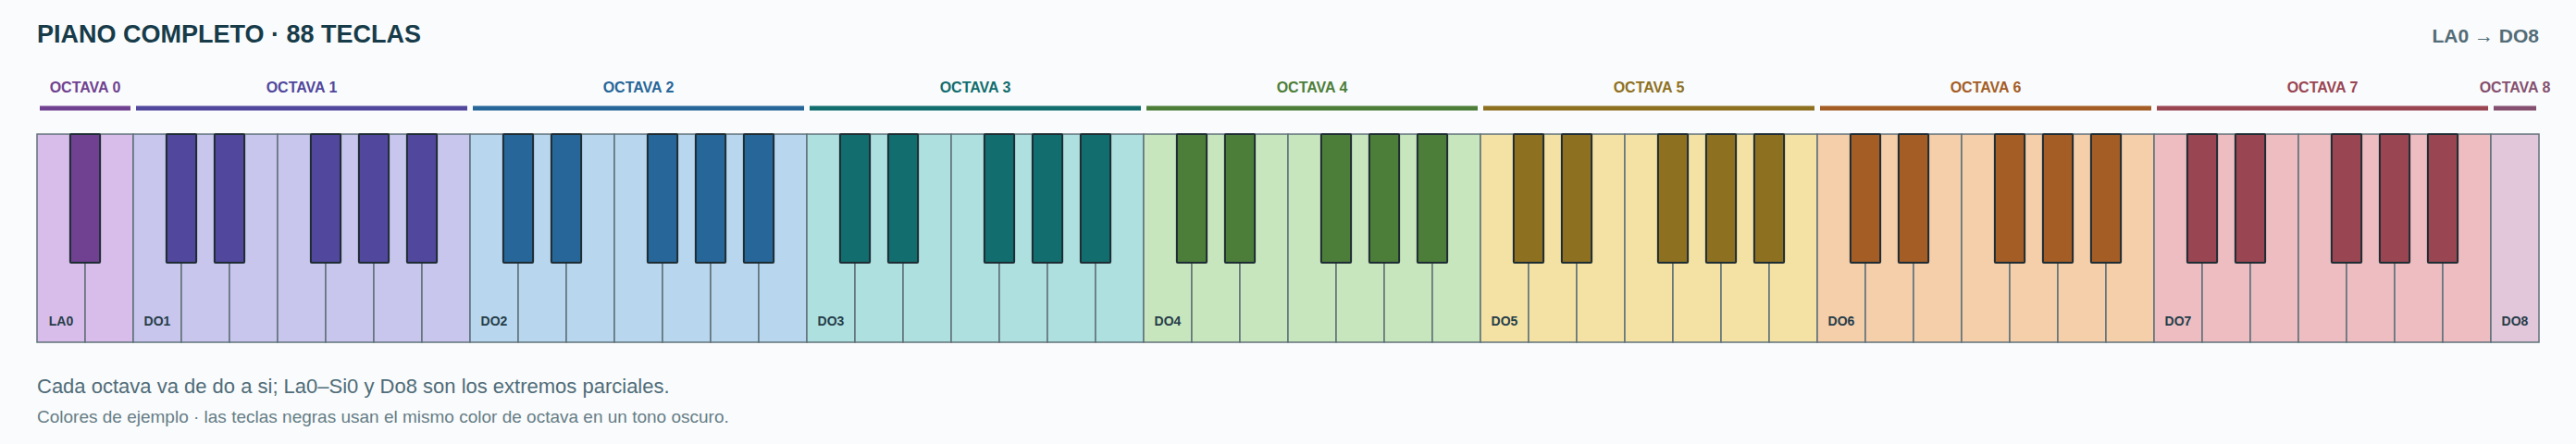 PIANO COMPLETO · 88 TECLAS
LA0 → DO8
OCTAVA 0 OCTAVA 1 OCTAVA 2 OCTAVA 3 OCTAVA 4 OCTAVA 5 OCTAVA 6 OCTAVA 7 OCTAVA 8
LA0 DO1 DO2 DO3 DO4 DO5 DO6 DO7 DO8
Cada octava va de do a si; La0–Si0 y Do8 son los extremos parciales.
Colores de ejemplo · las teclas negras usan el mismo color de octava en un tono oscuro.